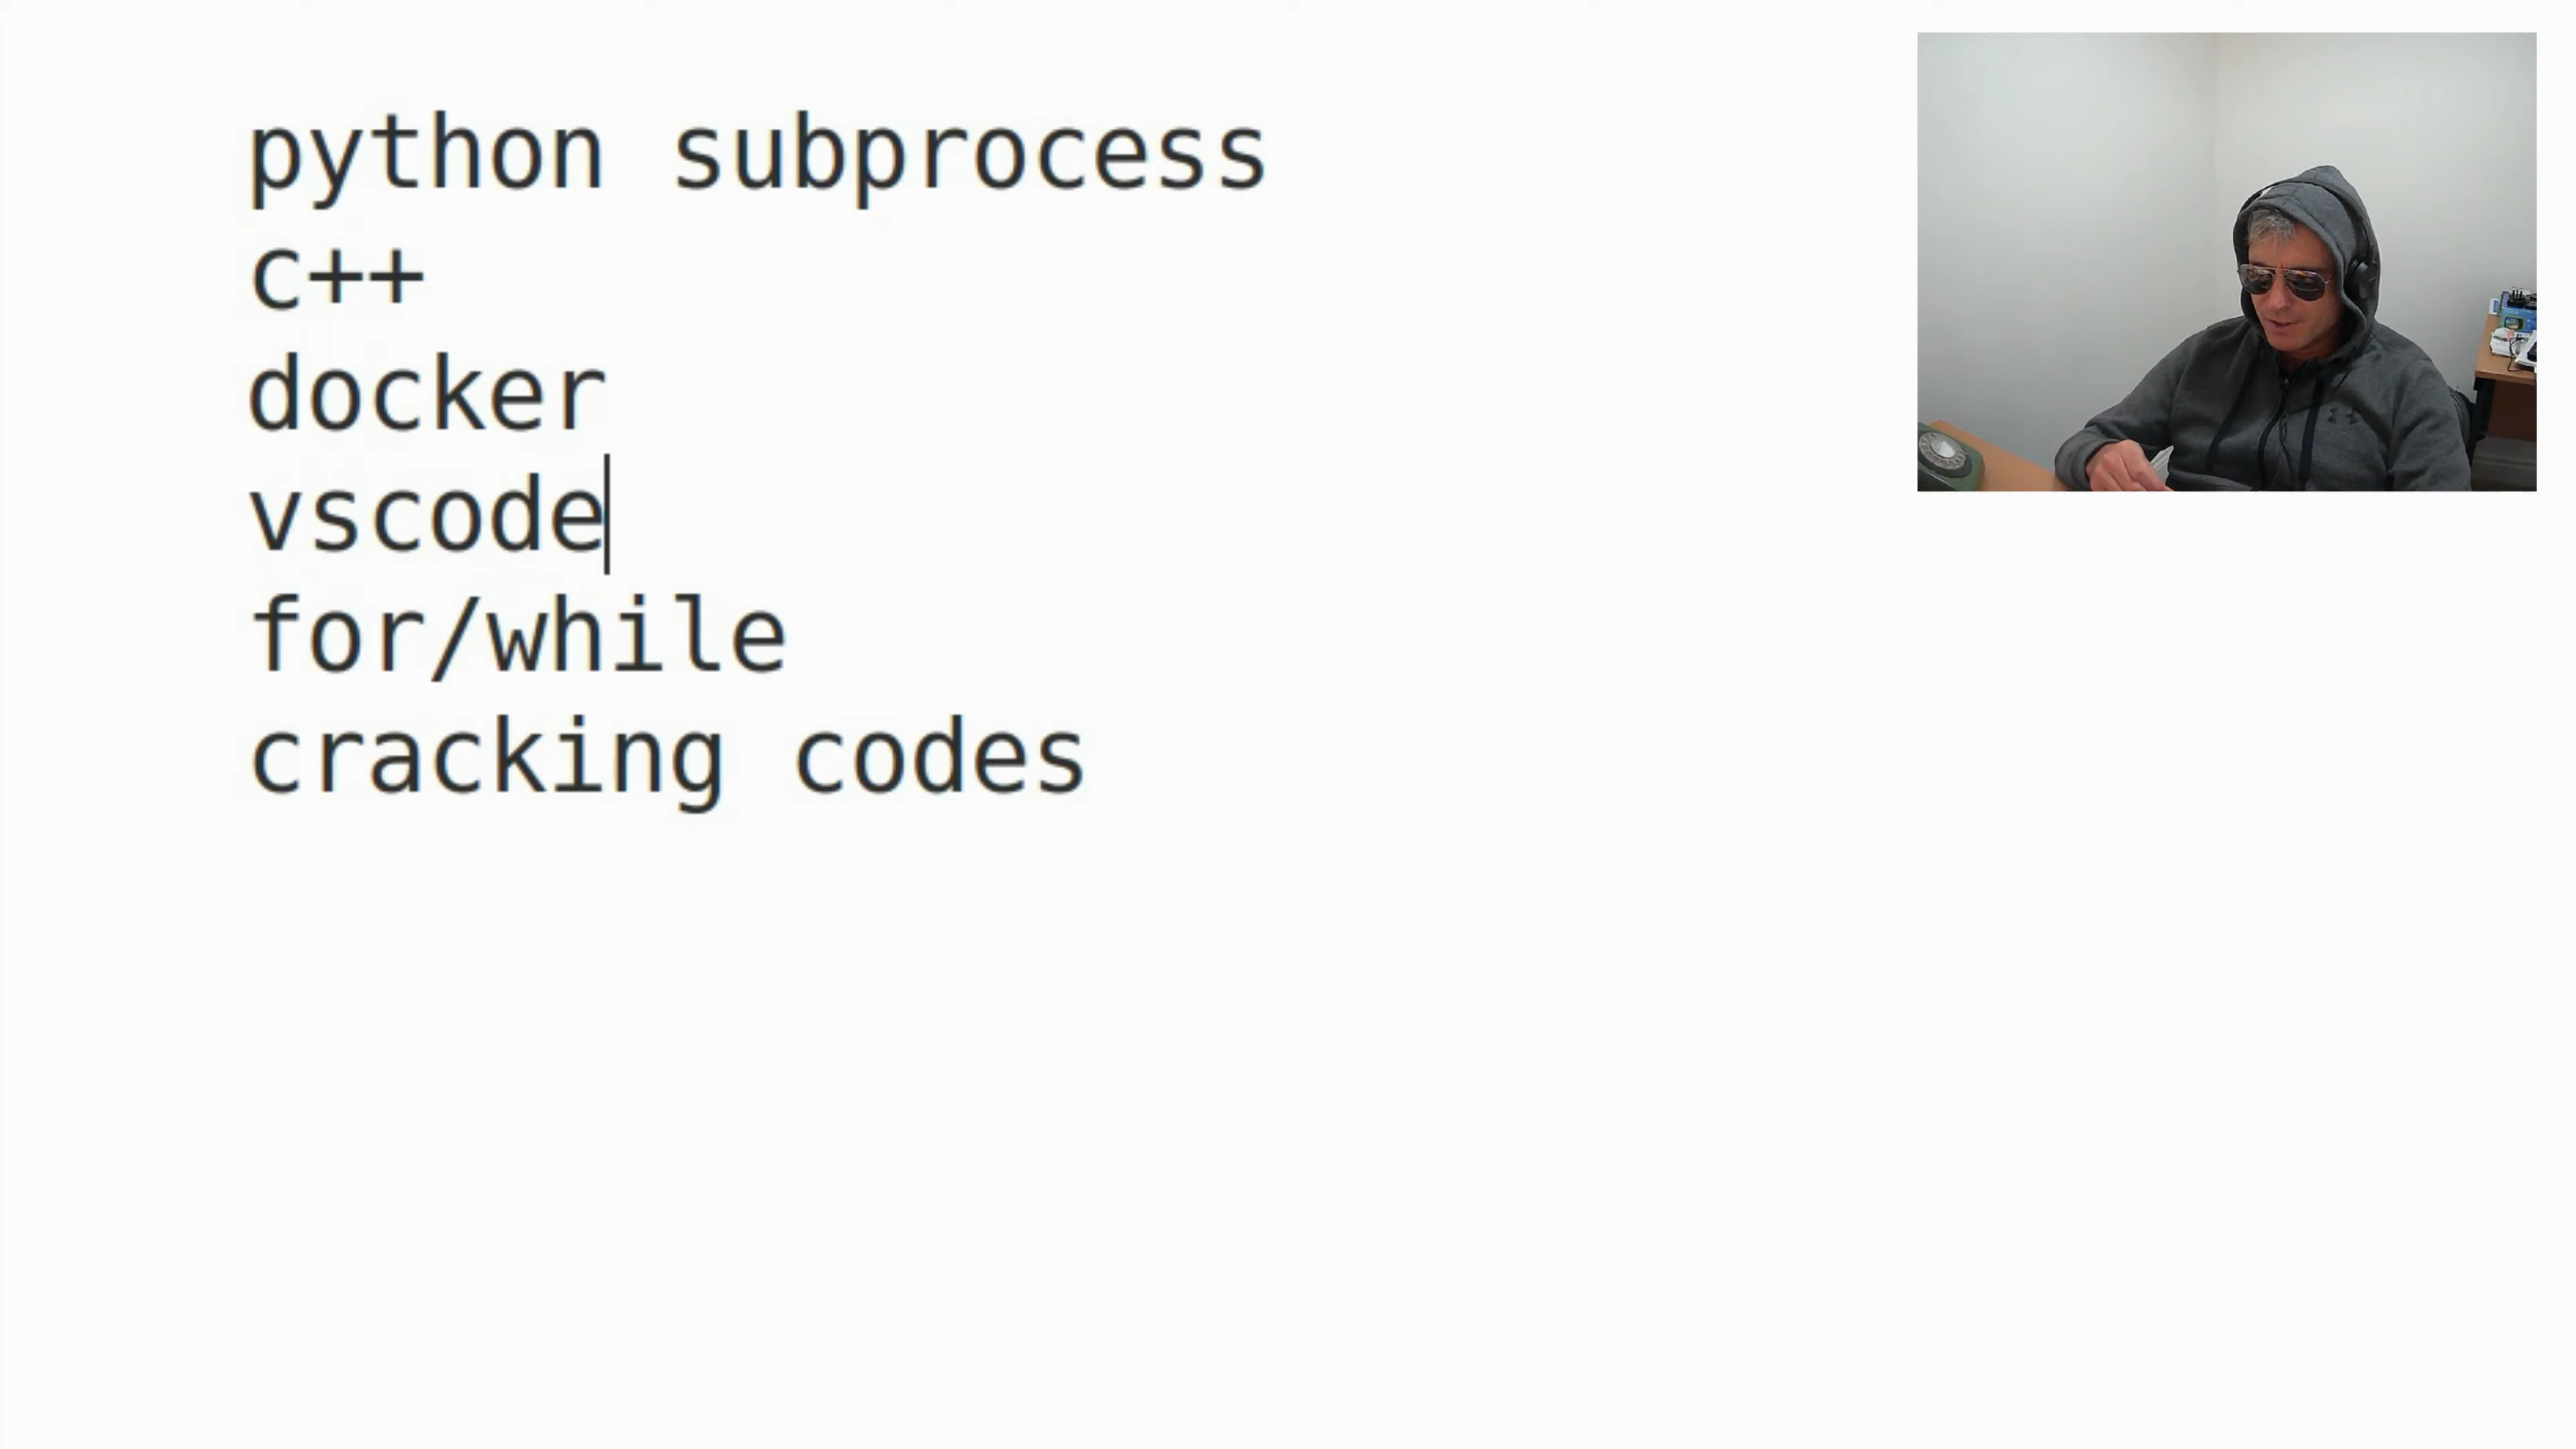 python subprocess
c++
docker
vscode
for/while
cracking codes